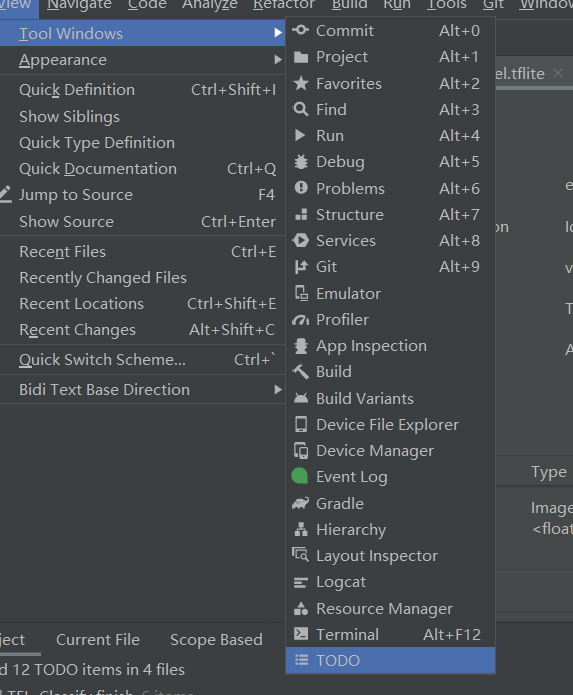 View Navigate Code Analyze Refactor Build Run Tools Git Window
Tool Windows
Appearance
Quick Definition Ctrl+Shift+I
Show Siblings
Quick Type Definition
Quick Documentation Ctrl+Q
Jump to Source F4
Show Source Ctrl+Enter
Recent Files Ctrl+E
Recently Changed Files
Recent Locations Ctrl+Shift+E
Recent Changes Alt+Shift+C
Quick Switch Scheme... Ctrl+`
Bidi Text Base Direction
Commit Alt+0
Project Alt+1
Favorites Alt+2
Find Alt+3
Run Alt+4
Debug Alt+5
Problems Alt+6
Structure Alt+7
Services Alt+8
Git Alt+9
Emulator
Profiler
App Inspection
Build
Build Variants
Device File Explorer
Device Manager
Event Log
Gradle
Hierarchy
Layout Inspector
Logcat
Resource Manager
Terminal Alt+F12
TODO
el.tflite
on
Type
Image
<float
ject Current File Scope Based
d 12 TODO items in 4 files
TFL_Classify finish 6 items